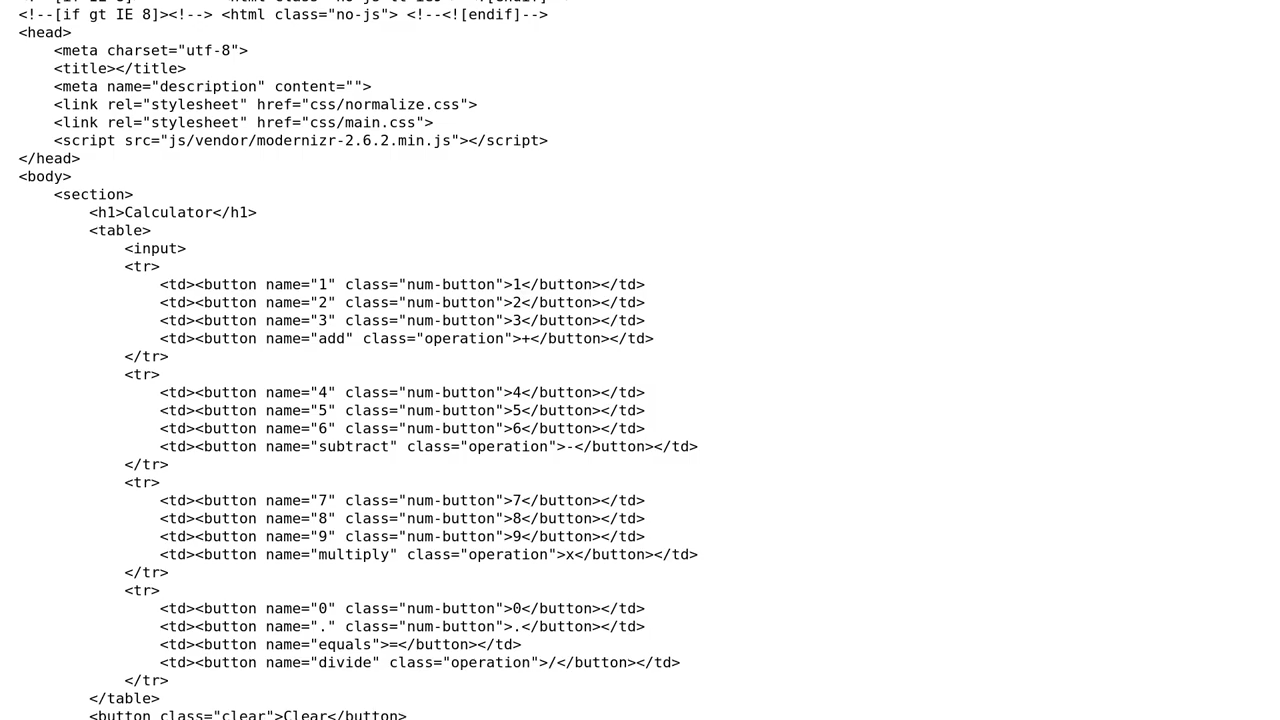 <!--[if gt IE 8]><!--> <html class="no-js"> <!--<![endif]-->
<head>
    <meta charset="utf-8">
    <title></title>
    <meta name="description" content="">
    <link rel="stylesheet" href="css/normalize.css">
    <link rel="stylesheet" href="css/main.css">
    <script src="js/vendor/modernizr-2.6.2.min.js"></script>
</head>
<body>
    <section>
        <h1>Calculator</h1>
        <table>
            <input>
            <tr>
                <td><button name="1" class="num-button">1</button></td>
                <td><button name="2" class="num-button">2</button></td>
                <td><button name="3" class="num-button">3</button></td>
                <td><button name="add" class="operation">+</button></td>
            </tr>
            <tr>
                <td><button name="4" class="num-button">4</button></td>
                <td><button name="5" class="num-button">5</button></td>
                <td><button name="6" class="num-button">6</button></td>
                <td><button name="subtract" class="operation">-</button></td>
            </tr>
            <tr>
                <td><button name="7" class="num-button">7</button></td>
                <td><button name="8" class="num-button">8</button></td>
                <td><button name="9" class="num-button">9</button></td>
                <td><button name="multiply" class="operation">x</button></td>
            </tr>
            <tr>
                <td><button name="0" class="num-button">0</button></td>
                <td><button name="." class="num-button">.</button></td>
                <td><button name="equals">=</button></td>
                <td><button name="divide" class="operation">/</button></td>
            </tr>
        </table>
        <button class="clear">Clear</button>